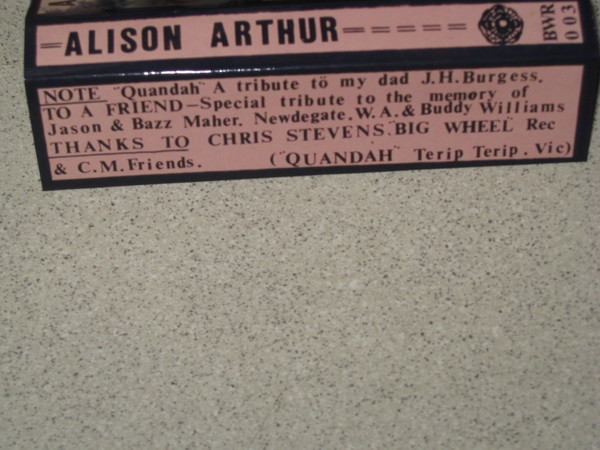 =ALISON ARTHUR=====
BWR
003
NOTE "Quandah" A tribute to my dad J.H.Burgess.
TO A FRIEND—Special tribute to the memory of
Jason & Bazz Maher. Newdegate. W.A. & Buddy Williams
THANKS TO CHRIS STEVENS."BIG WHEEL" Rec
& C.M.Friends. ("QUANDAH" Terip Terip. Vic)